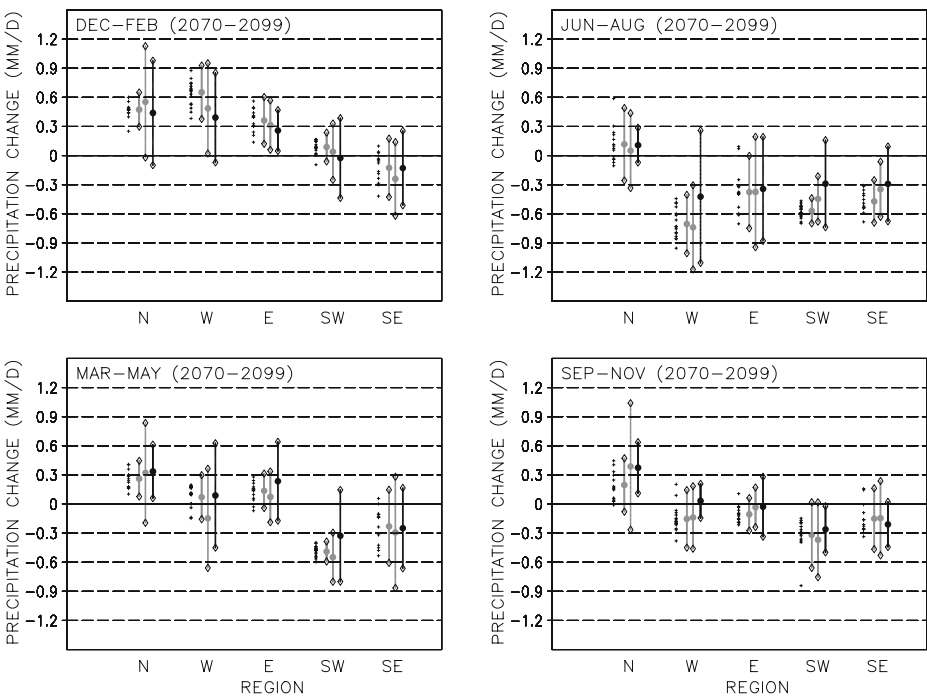 DEC−FEB (2070−2099)
PRECIPITATION CHANGE (MM/D)
1.2
0.9
0.6
0.3
0
−0.3
−0.6
−0.9
−1.2
N W E SW SE
JUN−AUG (2070−2099)
PRECIPITATION CHANGE (MM/D)
1.2
0.9
0.6
0.3
0
−0.3
−0.6
−0.9
−1.2
N W E SW SE
MAR−MAY (2070−2099)
PRECIPITATION CHANGE (MM/D)
1.2
0.9
0.6
0.3
0
−0.3
−0.6
−0.9
−1.2
N W E SW SE
REGION
SEP−NOV (2070−2099)
PRECIPITATION CHANGE (MM/D)
1.2
0.9
0.6
0.3
0
−0.3
−0.6
−0.9
−1.2
N W E SW SE
REGION